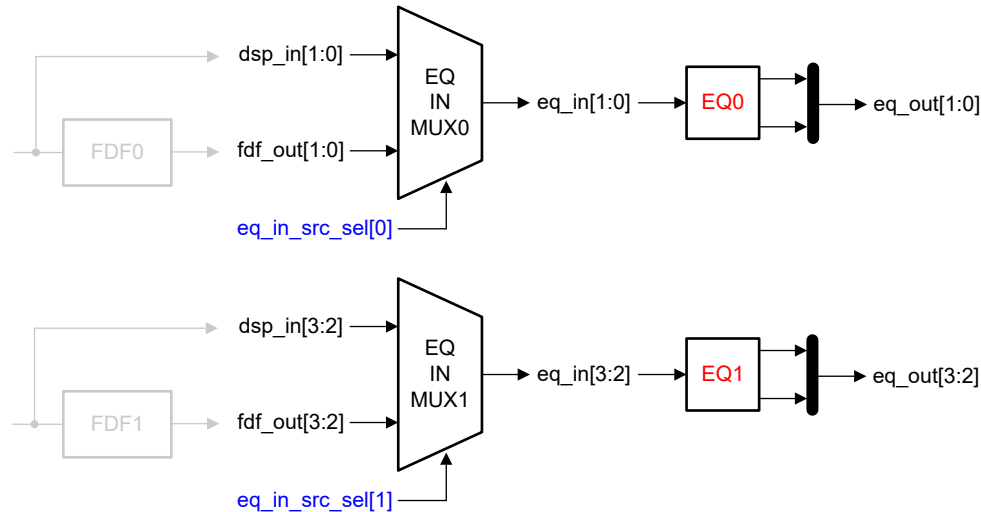 dsp_in[1:0]
EQ
IN
MUX0
eq_in[1:0]
EQ0
eq_out[1:0]
FDF0
fdf_out[1:0]
eq_in_src_sel[0]
dsp_in[3:2]
EQ
IN
MUX1
eq_in[3:2]
EQ1
eq_out[3:2]
FDF1
fdf_out[3:2]
eq_in_src_sel[1]